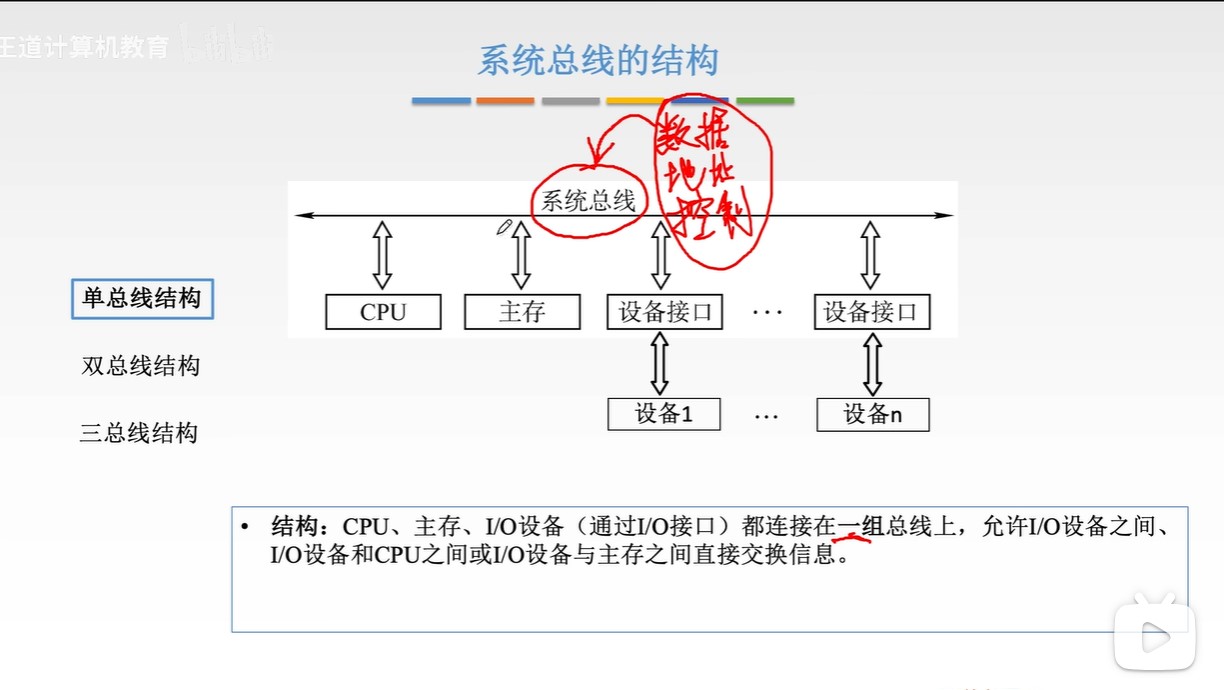 王道计算机教育
系统总线的结构
数据
地址
控制
系统总线
CPU
主存
设备接口
···
设备接口
设备1
···
设备n
单总线结构
双总线结构
三总线结构
• 结构：CPU、主存、I/O设备（通过I/O接口）都连接在一组总线上，允许I/O设备之间、
I/O设备和CPU之间或I/O设备与主存之间直接交换信息。